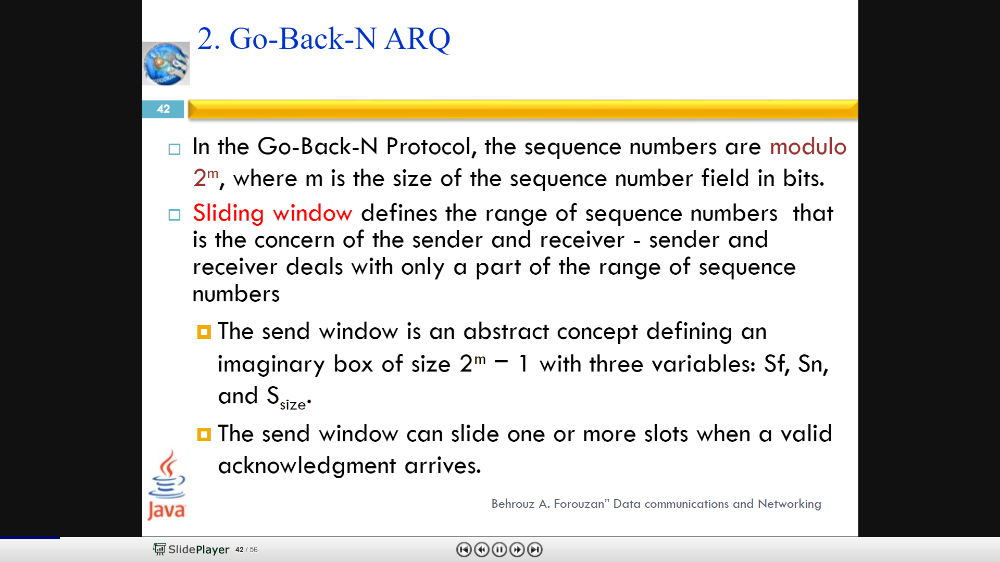 2. Go-Back-N ARQ
42
In the Go-Back-N Protocol, the sequence numbers are modulo
2ᵐ, where m is the size of the sequence number field in bits.
Sliding window defines the range of sequence numbers that
is the concern of the sender and receiver - sender and
receiver deals with only a part of the range of sequence
numbers
The send window is an abstract concept defining an
imaginary box of size 2ᵐ − 1 with three variables: Sf, Sn,
and Ssize.
The send window can slide one or more slots when a valid
acknowledgment arrives.
Java
Behrouz A. Forouzan” Data communications and Networking
SlidePlayer 42 / 56